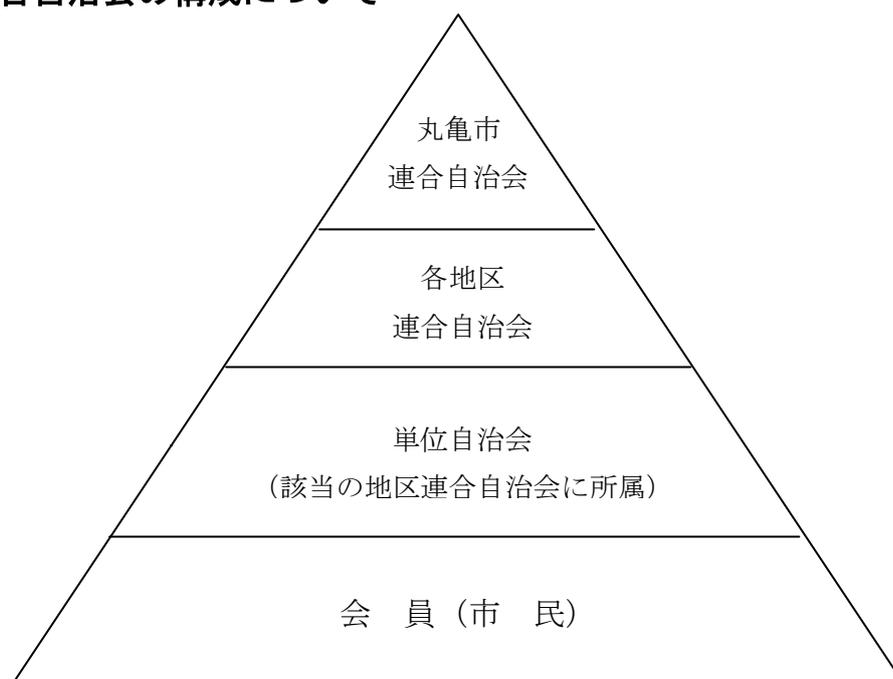 合自治会の構成について
丸亀市
連合自治会
各地区
連合自治会
単位自治会
（該当の地区連合自治会に所属）
会　員（市　民）